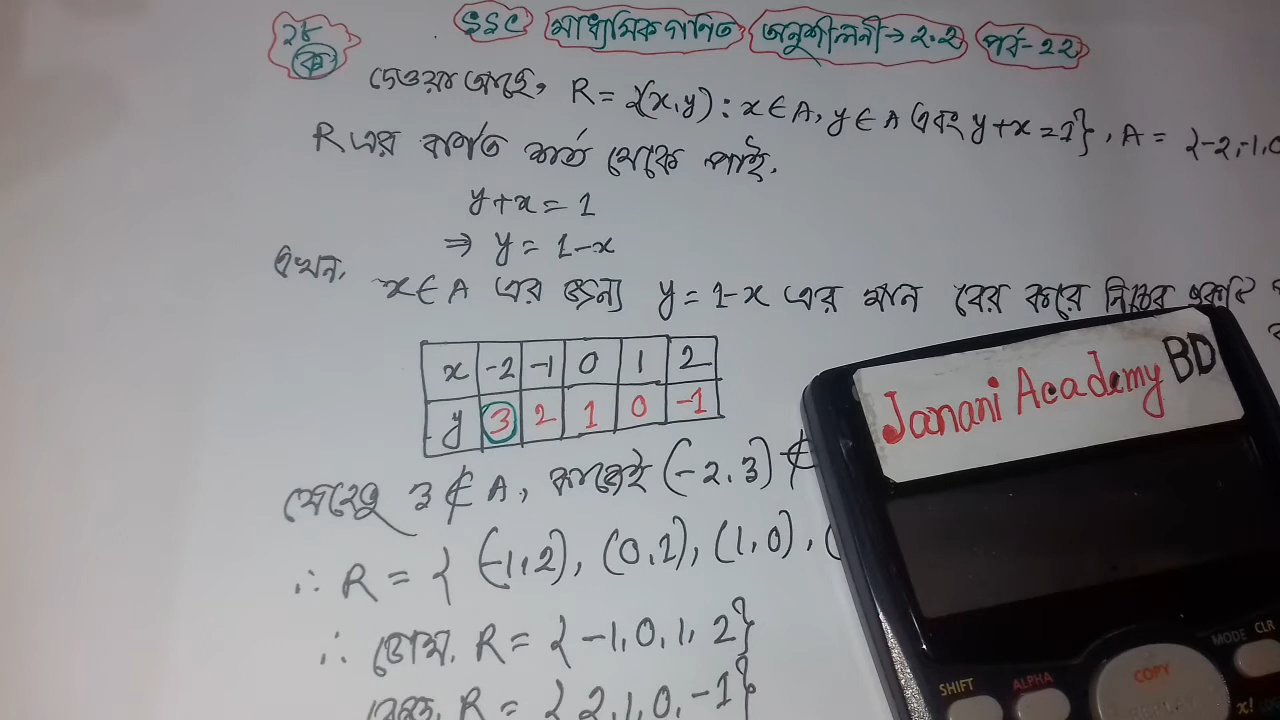 ২৮
ক
SSC মাধ্যমিক গনিত অনুশীলনী→ ২.২ পর্ব-২২
দেওয়া আছে, R = {(x,y) : x ∈ A, y ∈ A এবং y+x = 1}, A = {-2,-1,0
R এর বর্ণিত শর্ত থেকে পাই,
y+x = 1
⇒ y = 1-x
এখন, x ∈ A এর জন্য y = 1-x এর মান বের করে নিচের একটি
x -2 -1 0 1 2
y 3 2 1 0 -1
যেহেতু 3 ∉ A, কাজেই (-2,3) ∉
∴ R = { (-1,2), (0,1), (1,0), (
∴ ডোম. R = { -1,0,1,2}
রেঞ্জ. R = { 2,1,0,-1}
Janani Academy BD
MODE CLR
SHIFT ALPHA COPY
x!